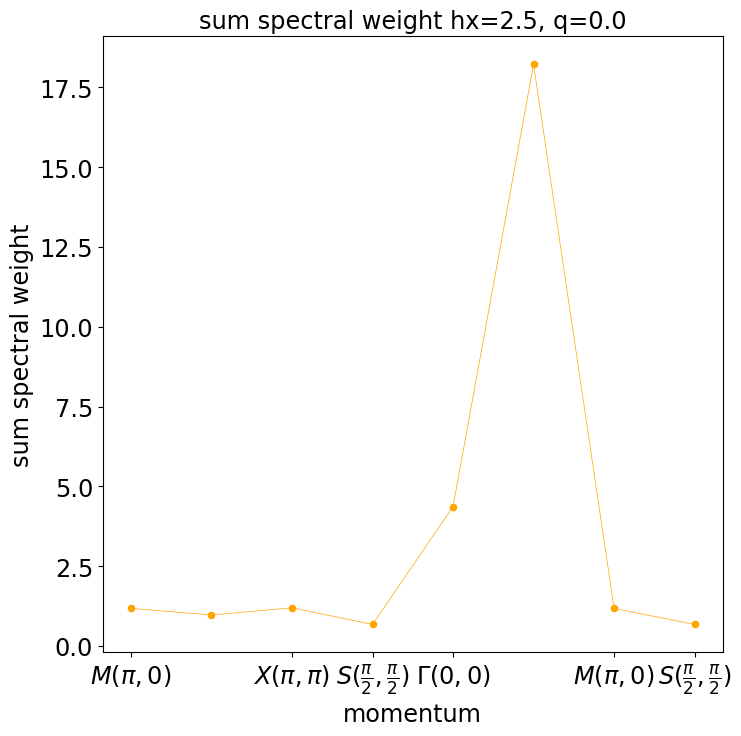 sum spectral weight hx=2.5, q=0.0
sum spectral weight
17.5
15.0
12.5
10.0
7.5
5.0
2.5
0.0
M(π, 0) X(π, π) S(π/2, π/2) Γ(0, 0) M(π, 0) S(π/2, π/2)
momentum